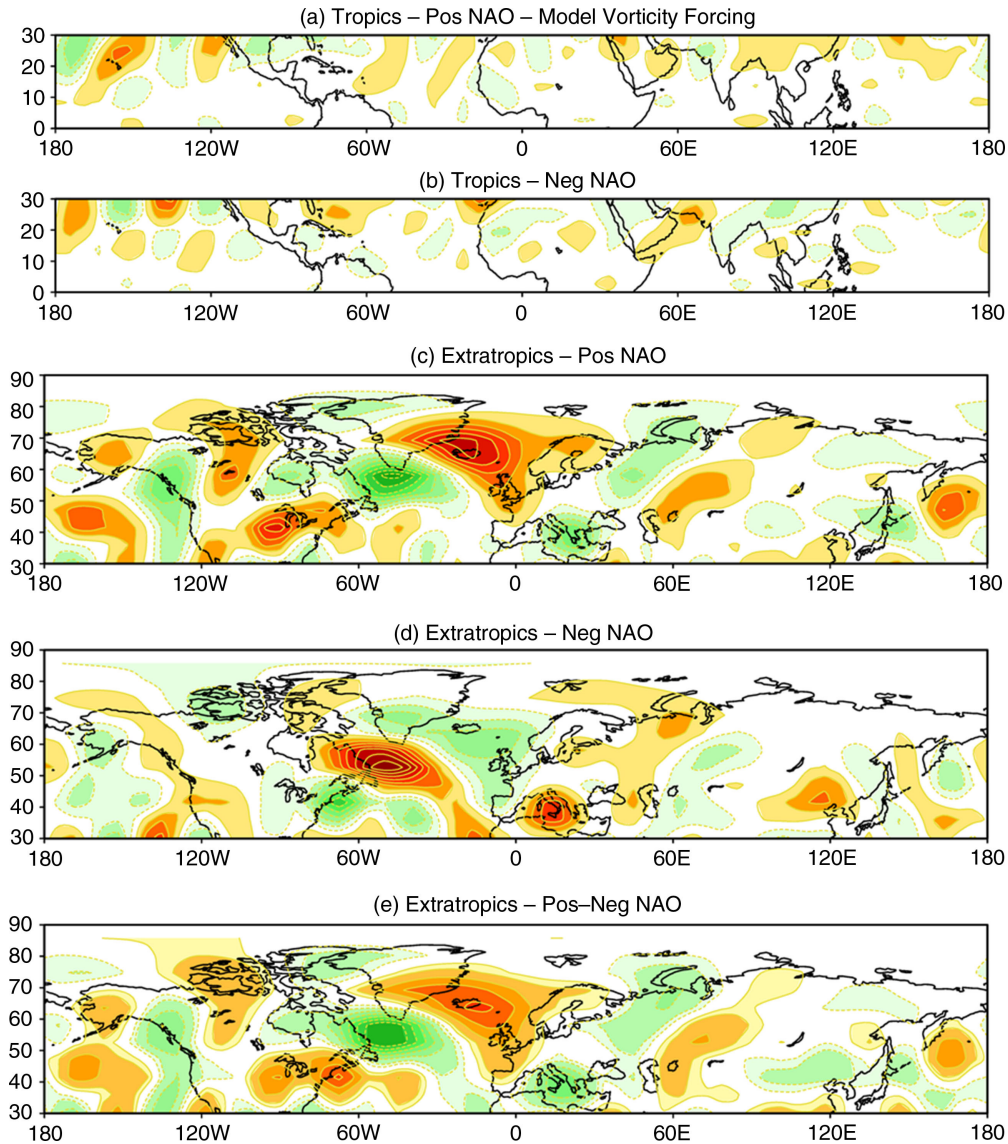 (a) Tropics – Pos NAO – Model Vorticity Forcing
30
20
10
0
180 120W 60W 0 60E 120E 180
(b) Tropics – Neg NAO
30
20
10
0
180 120W 60W 0 60E 120E 180
(c) Extratropics – Pos NAO
90
80
70
60
50
40
30
180 120W 60W 0 60E 120E 180
(d) Extratropics – Neg NAO
90
80
70
60
50
40
30
180 120W 60W 0 60E 120E 180
(e) Extratropics – Pos–Neg NAO
90
80
70
60
50
40
30
180 120W 60W 0 60E 120E 180